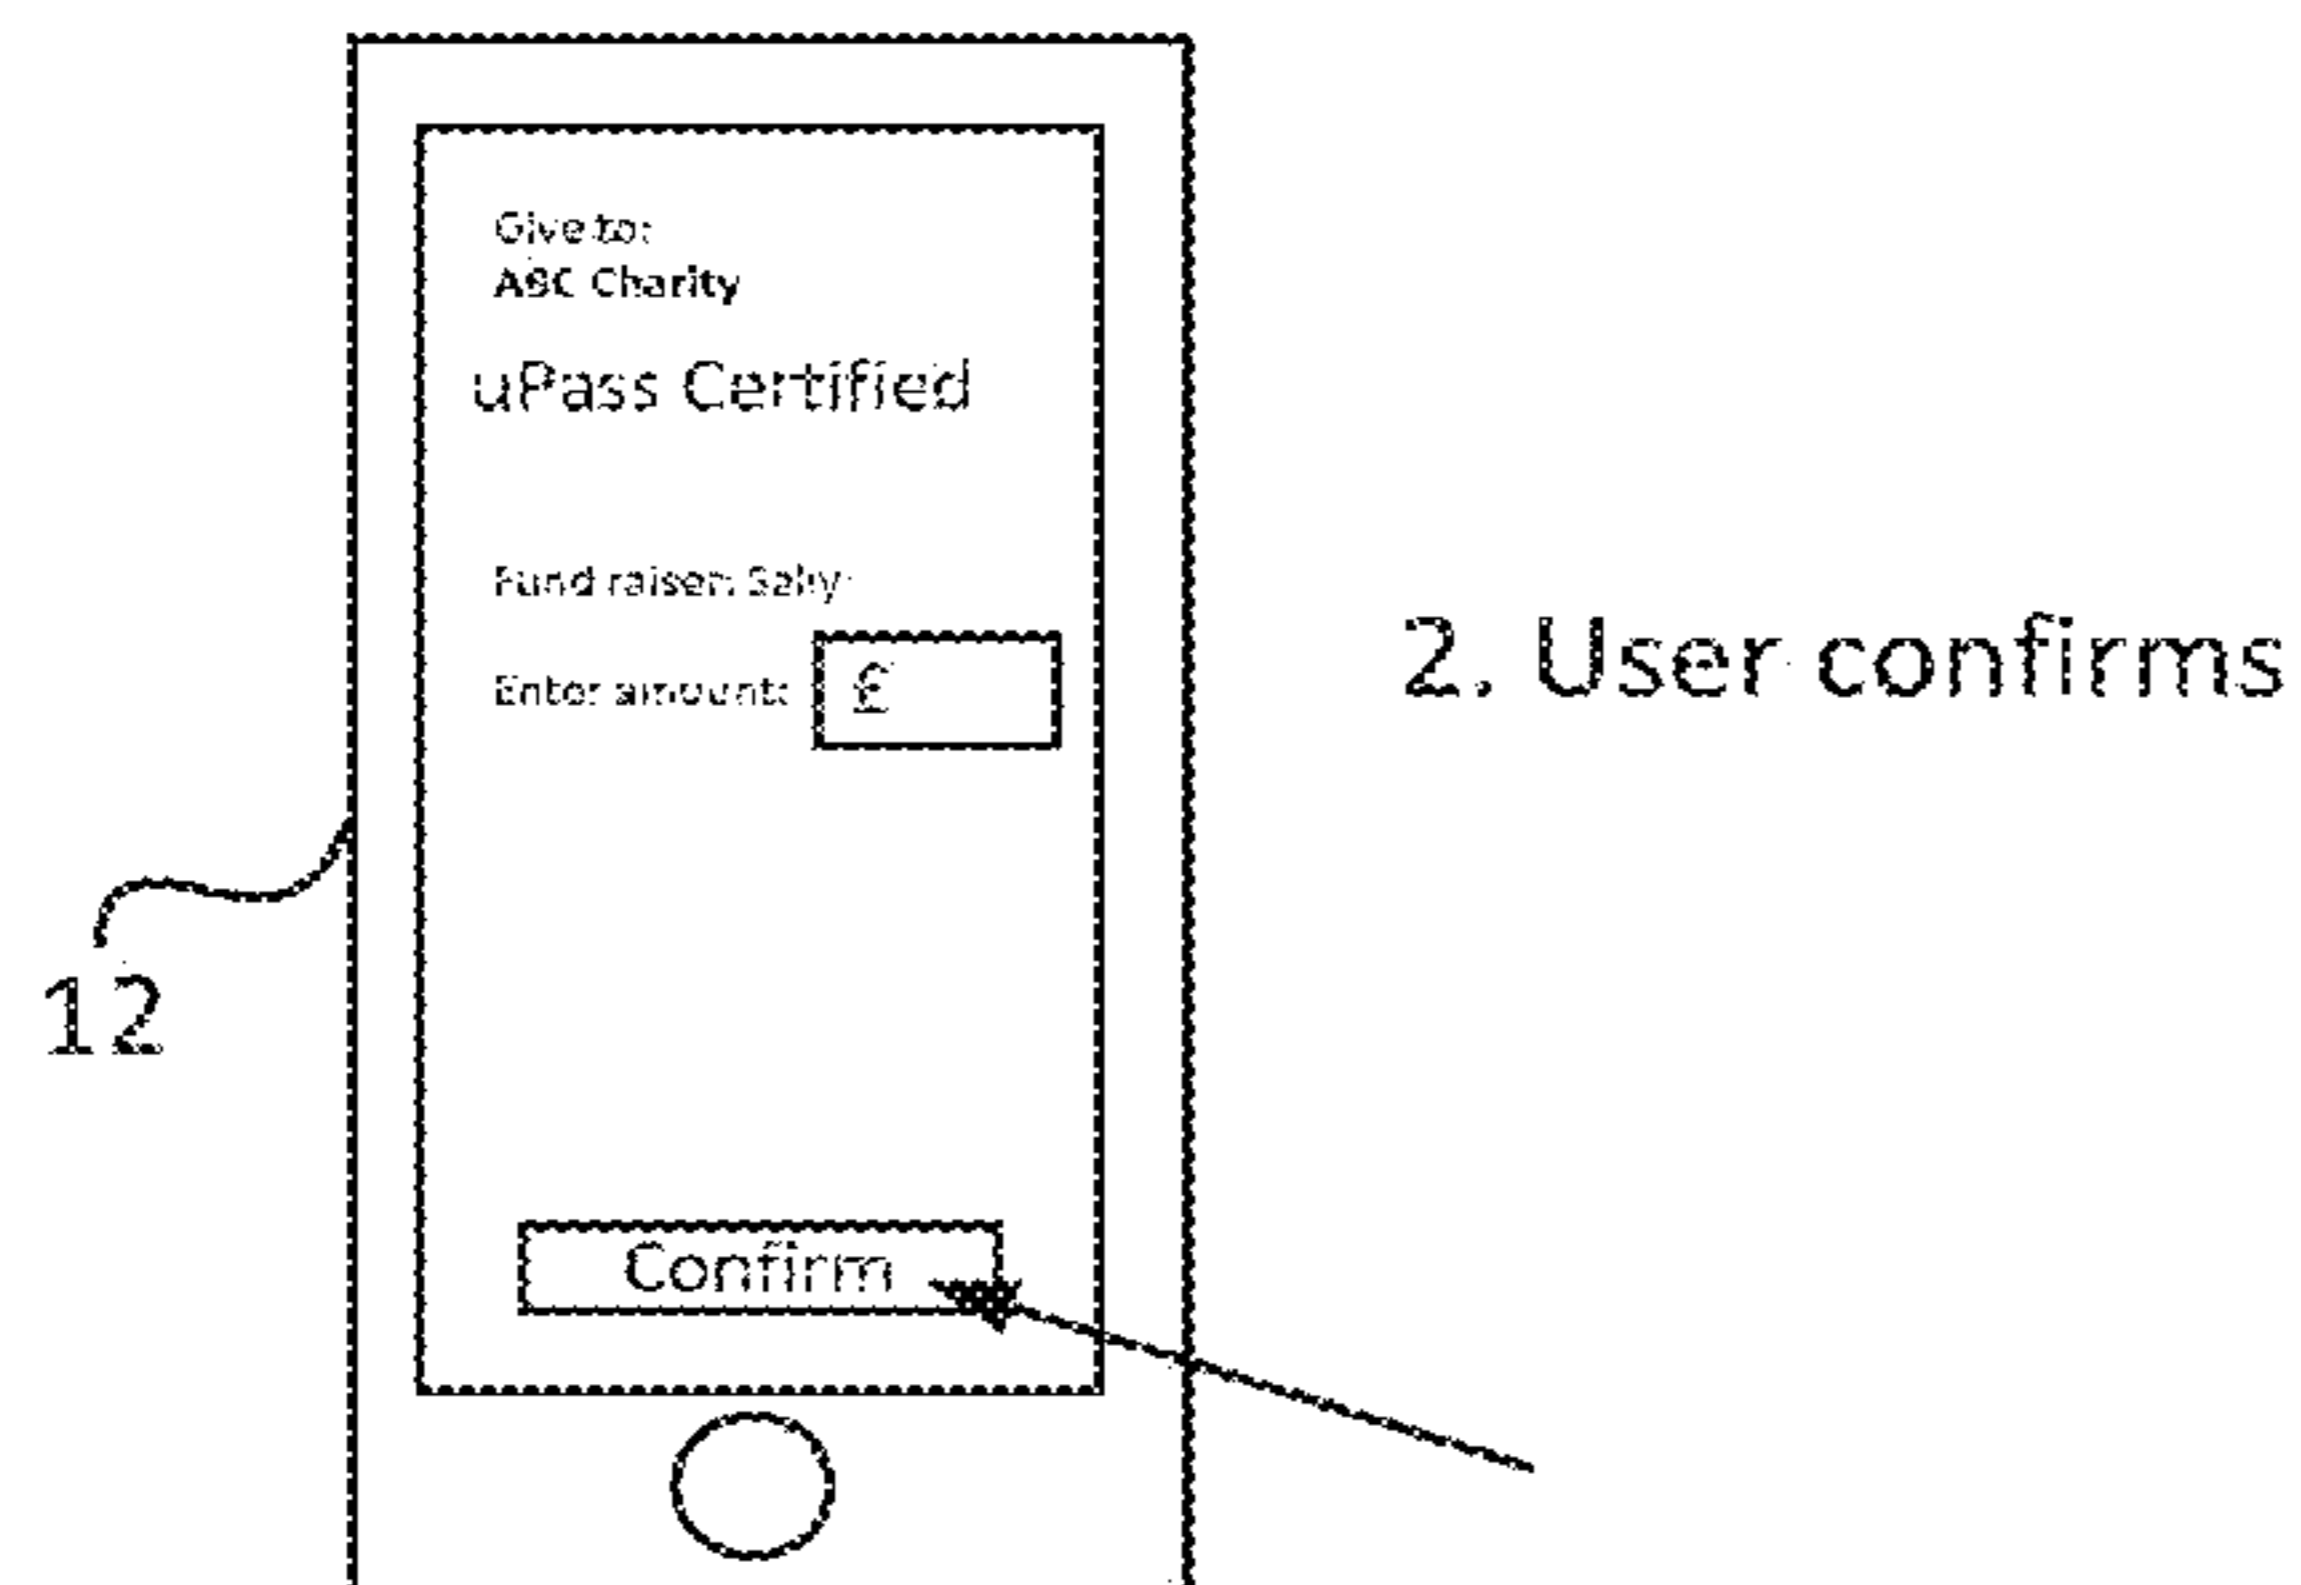 Give to:
ABC Charity
uPass Certified
Fund raiser: Sally
Enter amount: £
2. User confirms
12
Confirm